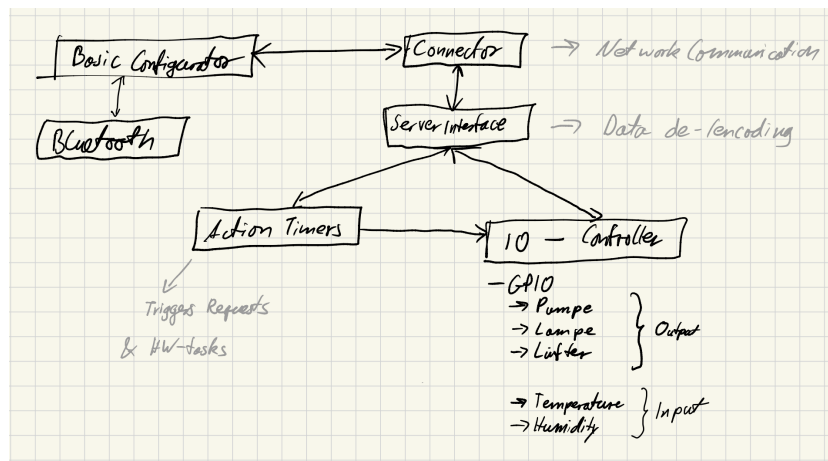 Basic Configurator
Connector
→ Network Communication
Bluetooth
Server Interface
→ Data de-/encoding
Action Timers
IO - Controller
Triggers Requests
& HW-tasks
- GPIO
→ Pumpe
→ Lampe
→ Lüfter
Output
→ Temperature
→ Humidity
Input